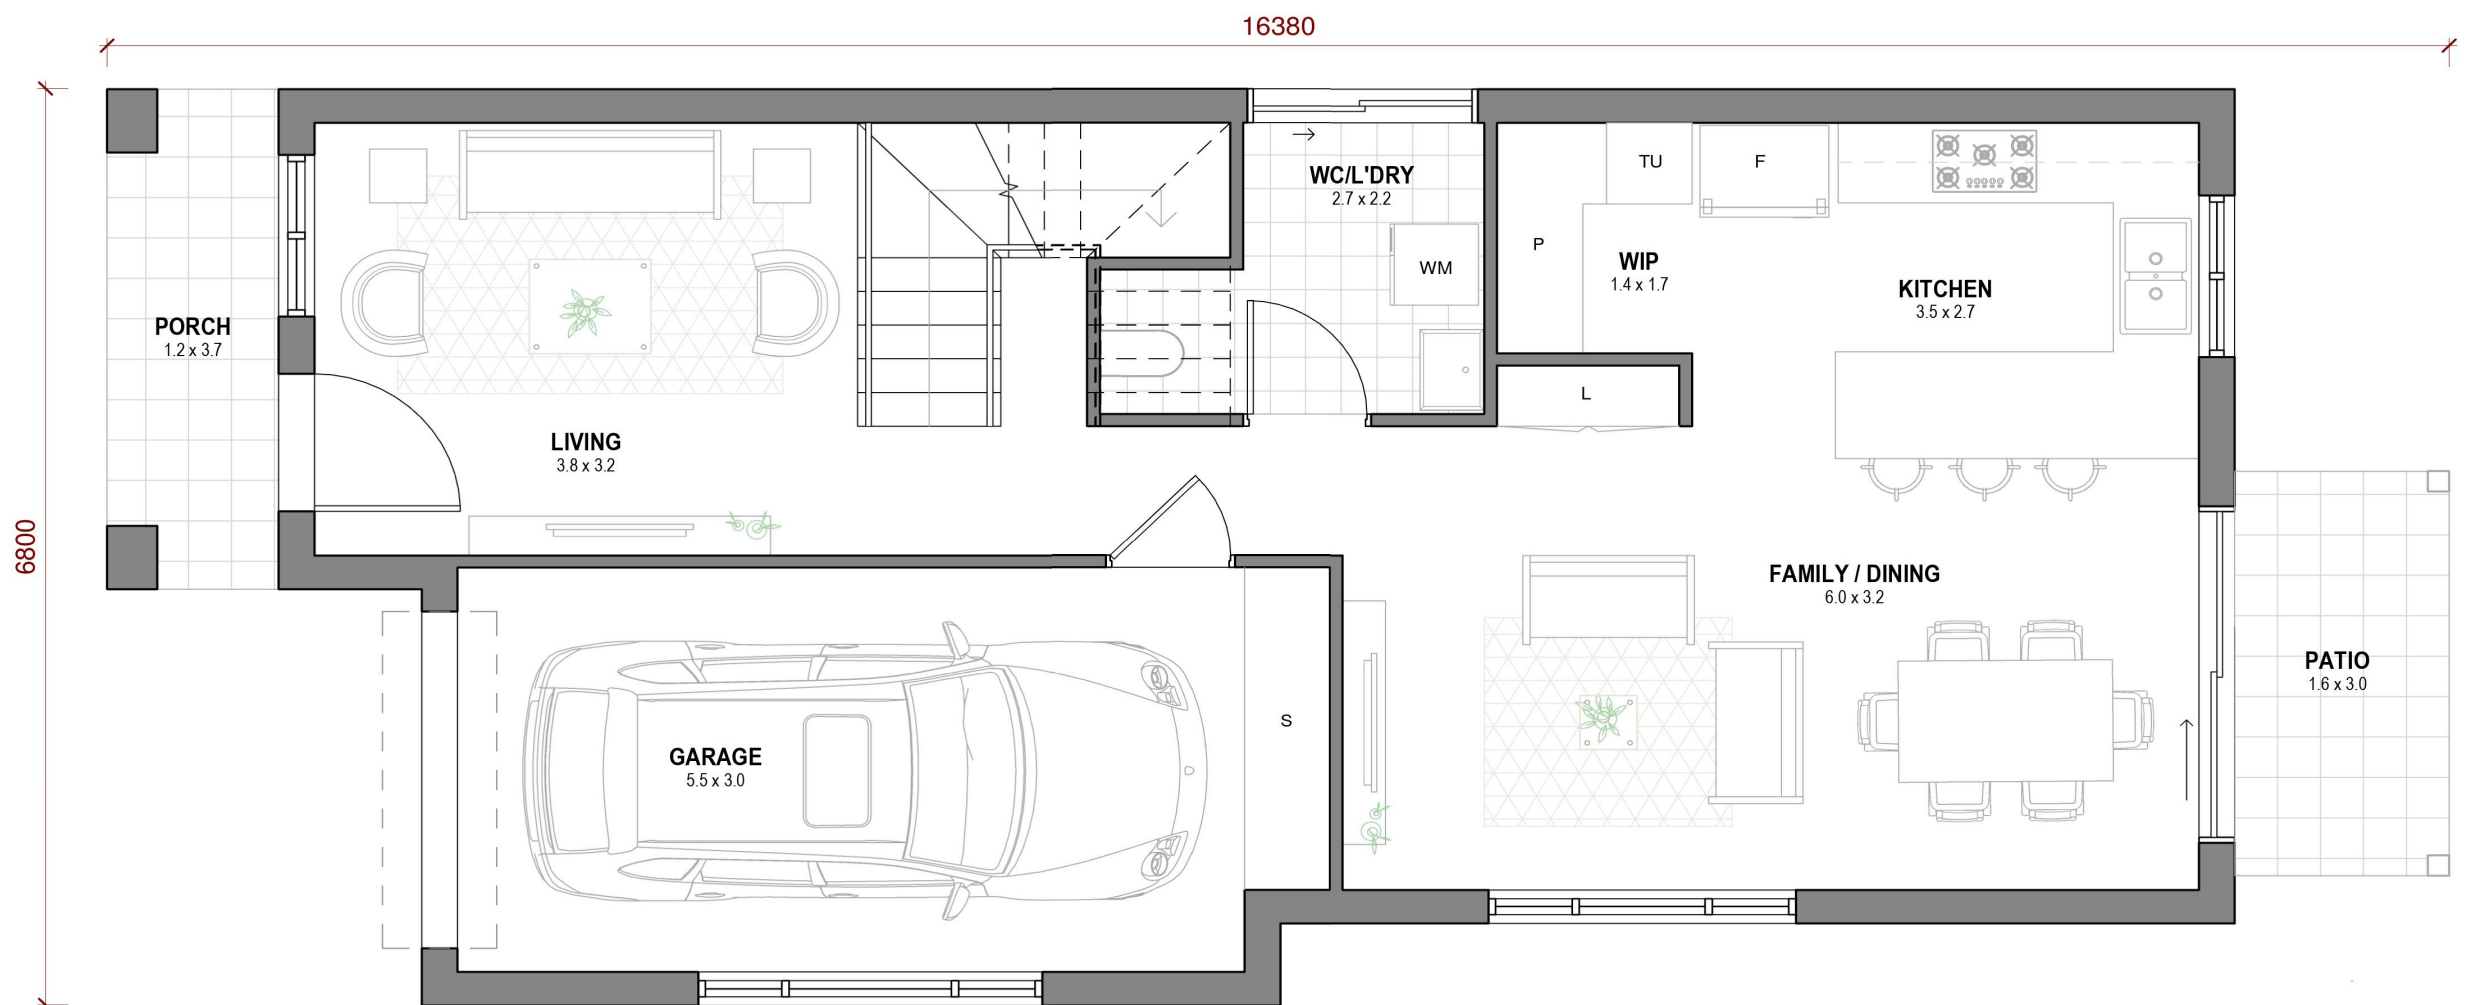 16380
6800
PORCH
1.2 x 3.7
LIVING
3.8 x 3.2
WC/L'DRY
2.7 x 2.2
WM
TU
F
P
WIP
1.4 x 1.7
KITCHEN
3.5 x 2.7
L
GARAGE
5.5 x 3.0
S
FAMILY / DINING
6.0 x 3.2
PATIO
1.6 x 3.0